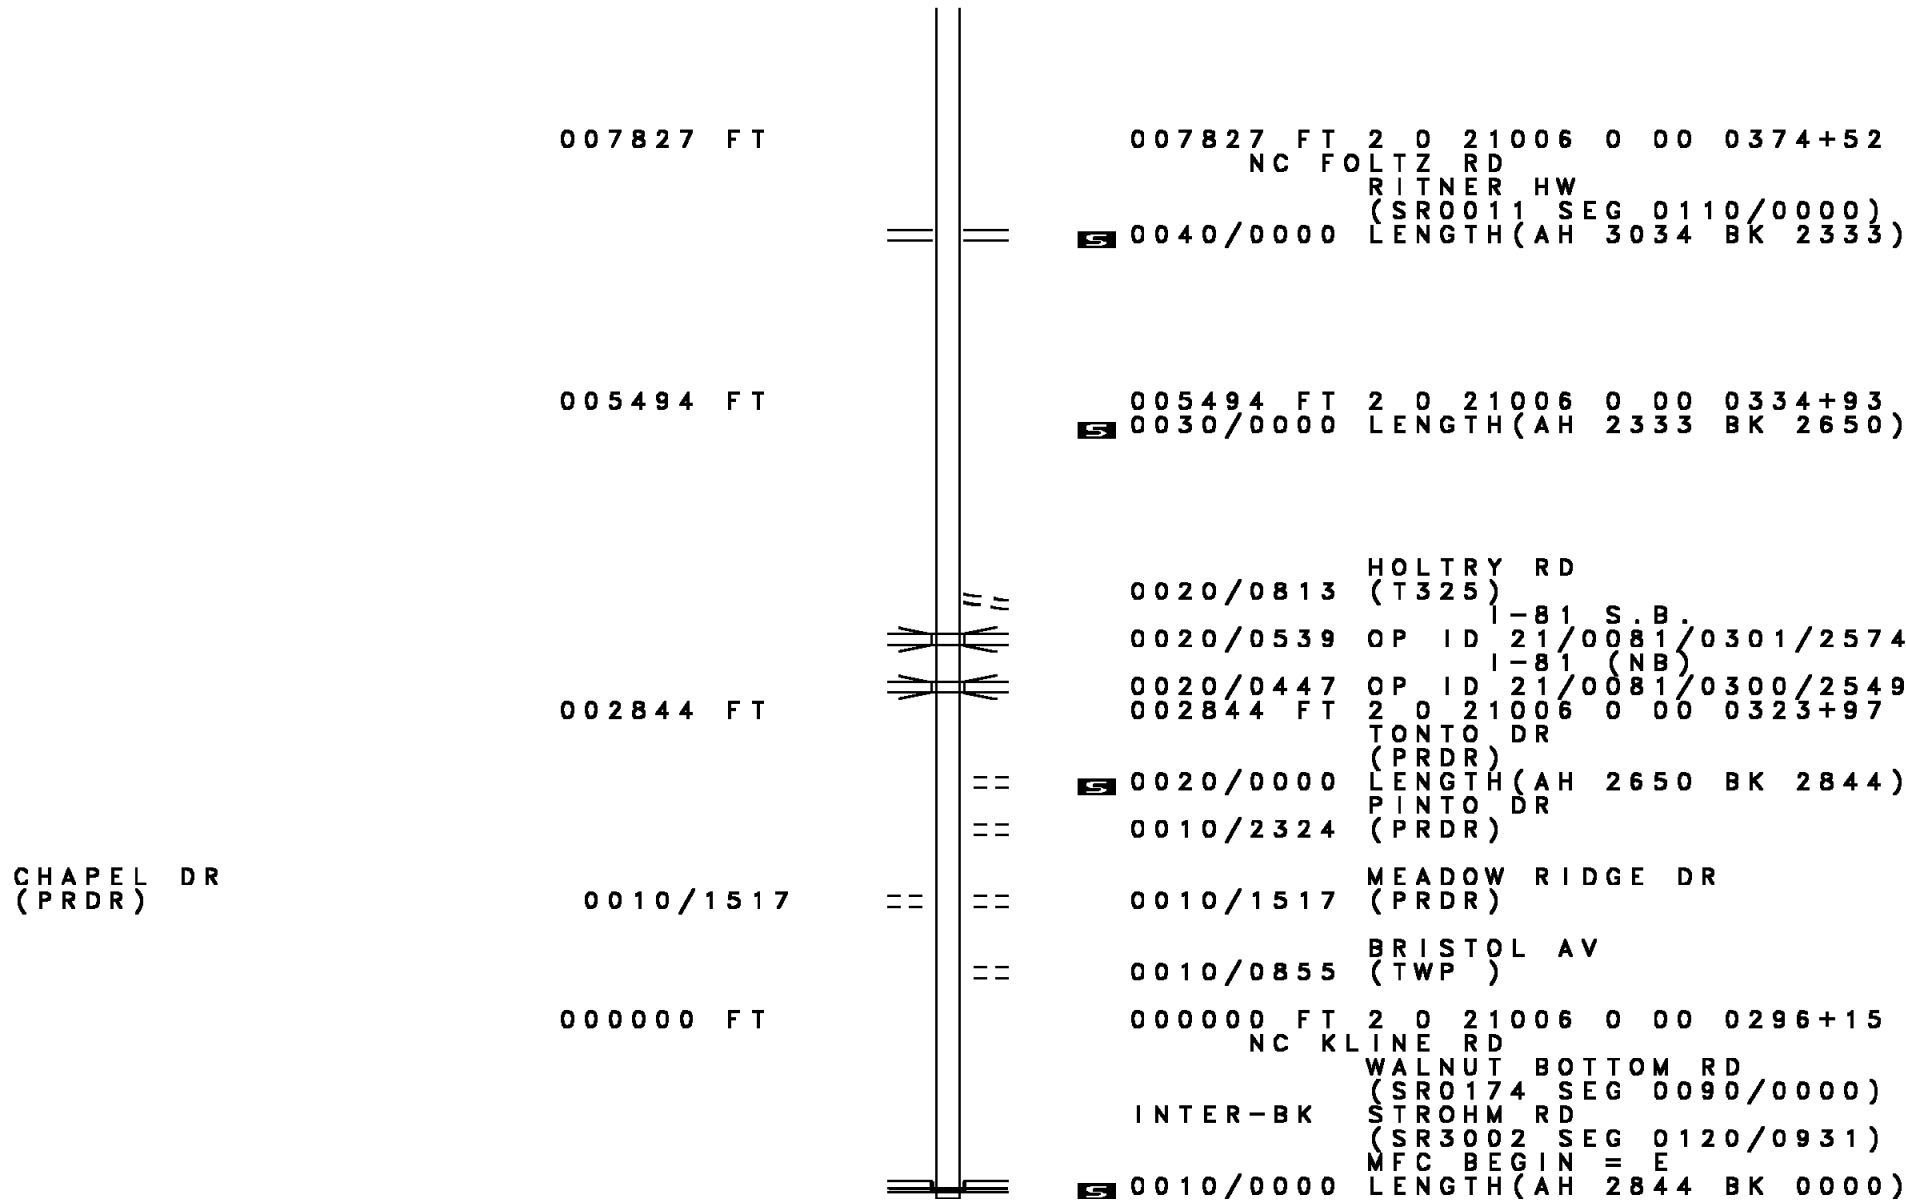 007827 FT 007827 FT 2 0 21006 0 00 0374+52
NC FOLTZ RD
RITNER HW
(SR0011 SEG 0110/0000)
S 0040/0000 LENGTH(AH 3034 BK 2333)
005494 FT 005494 FT 2 0 21006 0 00 0334+93
S 0030/0000 LENGTH(AH 2333 BK 2650)
HOLTRY RD
0020/0813 (T325)
I-81 S.B.
0020/0539 OP ID 21/0081/0301/2574
I-81 (NB)
0020/0447 OP ID 21/0081/0300/2549
002844 FT 002844 FT 2 0 21006 0 00 0323+97
TONTO DR
(PRDR)
S 0020/0000 LENGTH(AH 2650 BK 2844)
PINTO DR
0010/2324 (PRDR)
CHAPEL DR MEADOW RIDGE DR
(PRDR) 0010/1517 0010/1517 (PRDR)
BRISTOL AV
0010/0855 (TWP )
000000 FT 000000 FT 2 0 21006 0 00 0296+15
NC KLINE RD
WALNUT BOTTOM RD
(SR0174 SEG 0090/0000)
INTER-BK STROHM RD
(SR3002 SEG 0120/0931)
MFC BEGIN = E
S 0010/0000 LENGTH(AH 2844 BK 0000)